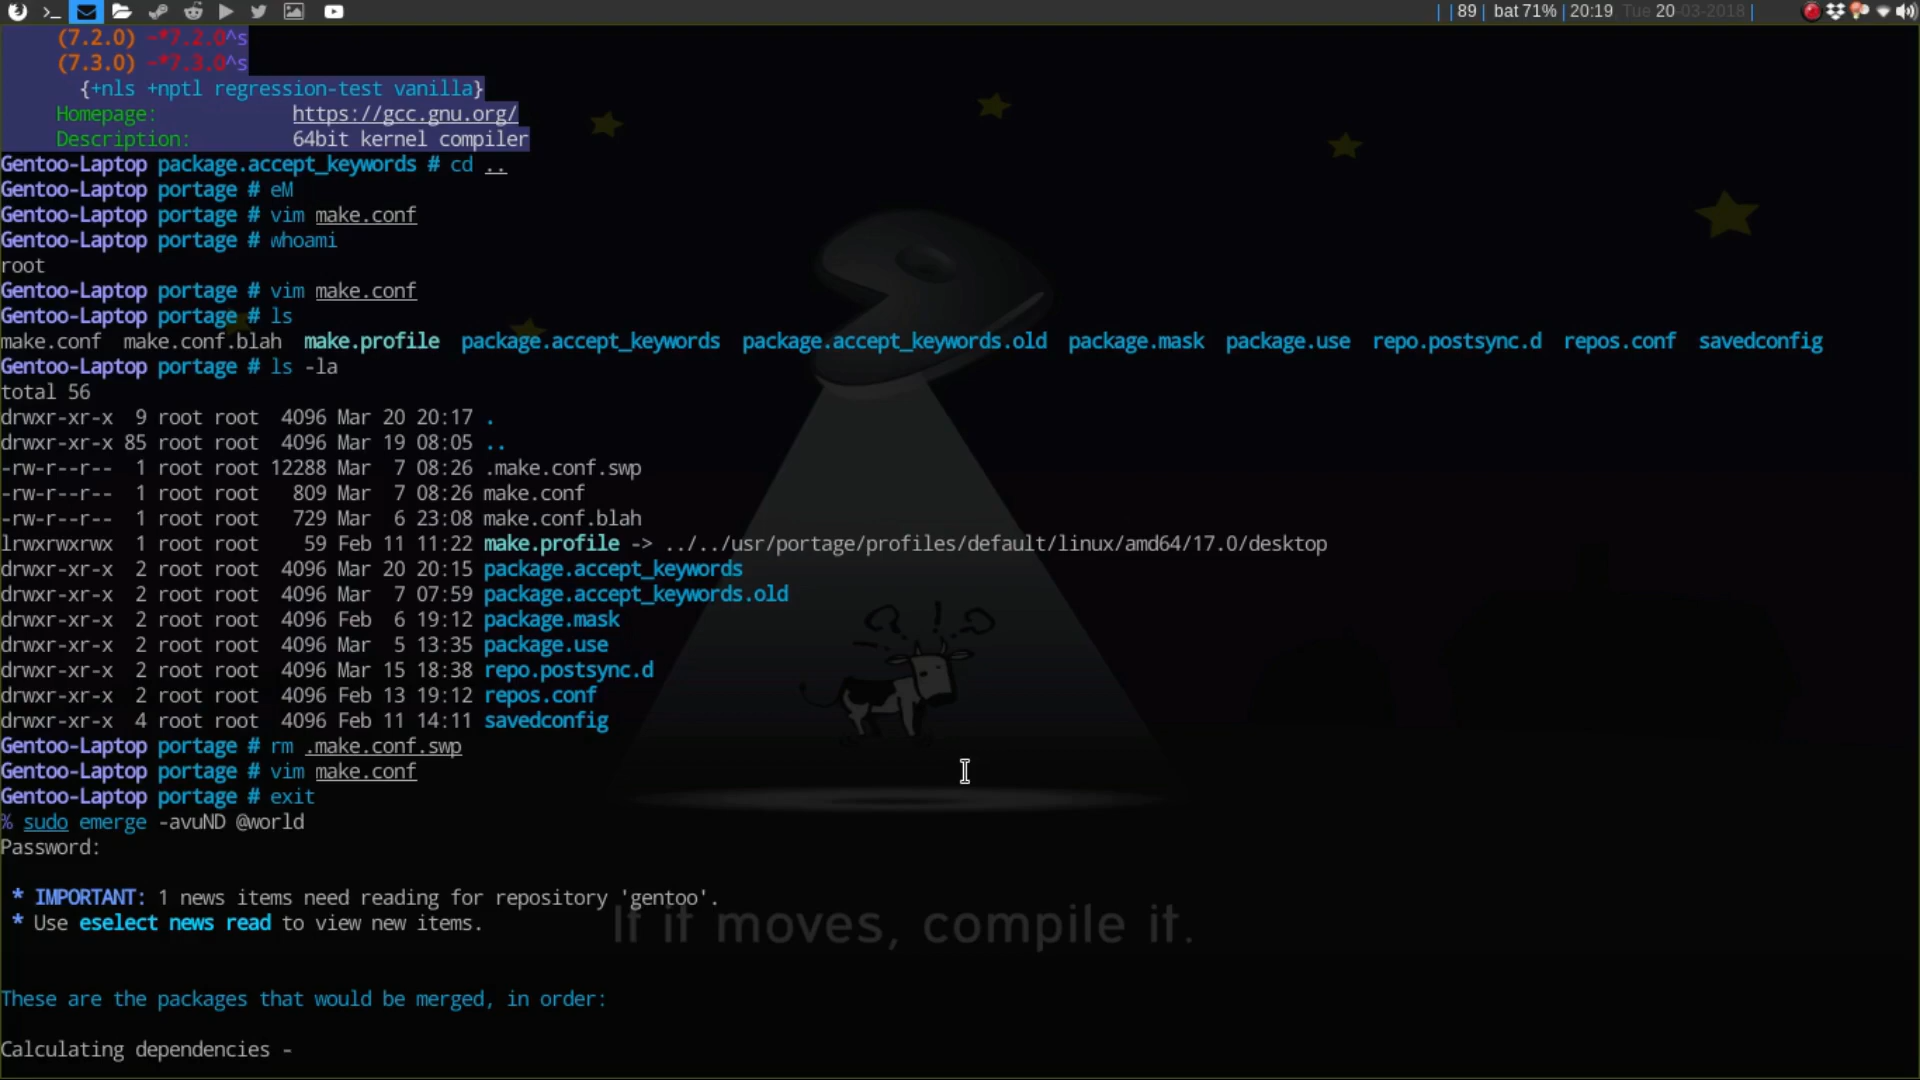 | | 89 | bat 71% | 20:19 Tue 20-03-2018 |
(7.2.0) ~*7.2.0^s
(7.3.0) ~*7.3.0^s
{+nls +nptl regression-test vanilla}
Homepage: https://gcc.gnu.org/
Description: 64bit kernel compiler
Gentoo-Laptop package.accept_keywords # cd ..
Gentoo-Laptop portage # eM
Gentoo-Laptop portage # vim make.conf
Gentoo-Laptop portage # whoami
root
Gentoo-Laptop portage # vim make.conf
Gentoo-Laptop portage # ls
make.conf make.conf.blah make.profile package.accept_keywords package.accept_keywords.old package.mask package.use repo.postsync.d repos.conf savedconfig
Gentoo-Laptop portage # ls -la
total 56
drwxr-xr-x 9 root root 4096 Mar 20 20:17 .
drwxr-xr-x 85 root root 4096 Mar 19 08:05 ..
-rw-r--r-- 1 root root 12288 Mar 7 08:26 .make.conf.swp
-rw-r--r-- 1 root root 809 Mar 7 08:26 make.conf
-rw-r--r-- 1 root root 729 Mar 6 23:08 make.conf.blah
lrwxrwxrwx 1 root root 59 Feb 11 11:22 make.profile -> ../../usr/portage/profiles/default/linux/amd64/17.0/desktop
drwxr-xr-x 2 root root 4096 Mar 20 20:15 package.accept_keywords
drwxr-xr-x 2 root root 4096 Mar 7 07:59 package.accept_keywords.old
drwxr-xr-x 2 root root 4096 Feb 6 19:12 package.mask
drwxr-xr-x 2 root root 4096 Mar 5 13:35 package.use
drwxr-xr-x 2 root root 4096 Mar 15 18:38 repo.postsync.d
drwxr-xr-x 2 root root 4096 Feb 13 19:12 repos.conf
drwxr-xr-x 4 root root 4096 Feb 11 14:11 savedconfig
Gentoo-Laptop portage # rm .make.conf.swp
Gentoo-Laptop portage # vim make.conf
Gentoo-Laptop portage # exit
% sudo emerge -avuND @world
Password:
* IMPORTANT: 1 news items need reading for repository 'gentoo'.
* Use eselect news read to view new items.
If it moves, compile it.
These are the packages that would be merged, in order:
Calculating dependencies -